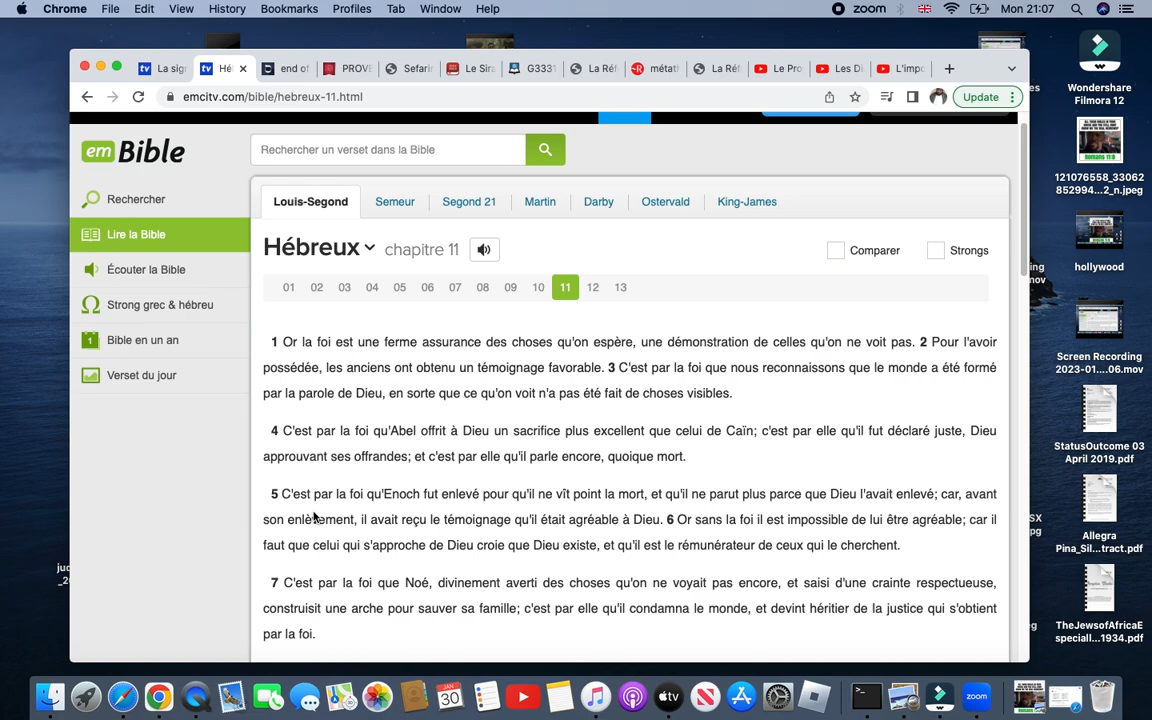 Chrome File Edit View History Bookmarks Profiles Tab Window Help zoom Mon 21:07
La sig Hé end of PROVE Sefari Le Sira G3331 La Réf métath La Réf Le Pro Les Di L'impo
emcitv.com/bible/hebreux-11.html Update
em Bible
Rechercher un verset dans la Bible
Rechercher
Lire la Bible
Écouter la Bible
Strong grec & hébreu
Bible en un an
Verset du jour
Louis-Segond Semeur Segond 21 Martin Darby Ostervald King-James
Hébreux chapitre 11 Comparer Strongs
01 02 03 04 05 06 07 08 09 10 11 12 13
1 Or la foi est une ferme assurance des choses qu'on espère, une démonstration de celles qu'on ne voit pas. 2 Pour l'avoir
possédée, les anciens ont obtenu un témoignage favorable. 3 C'est par la foi que nous reconnaissons que le monde a été formé
par la parole de Dieu, en sorte que ce qu'on voit n'a pas été fait de choses visibles.
4 C'est par la foi qu'Abel offrit à Dieu un sacrifice plus excellent que celui de Caïn; c'est par elle qu'il fut déclaré juste, Dieu
approuvant ses offrandes; et c'est par elle qu'il parle encore, quoique mort.
5 C'est par la foi qu'Enoch fut enlevé pour qu'il ne vît point la mort, et qu'il ne parut plus parce que Dieu l'avait enlevé; car, avant
son enlèvement, il avait reçu le témoignage qu'il était agréable à Dieu. 6 Or sans la foi il est impossible de lui être agréable; car il
faut que celui qui s'approche de Dieu croie que Dieu existe, et qu'il est le rémunérateur de ceux qui le cherchent.
7 C'est par la foi que Noé, divinement averti des choses qu'on ne voyait pas encore, et saisi d'une crainte respectueuse,
construisit une arche pour sauver sa famille; c'est par elle qu'il condamna le monde, et devint héritier de la justice qui s'obtient
par la foi.
Wondershare
Filmora 12
121076558_33062
852994...2_n.jpeg
hollywood
Screen Recording
2023-01....06.mov
StatusOutcome 03
April 2019.pdf
Allegra
Pina_Sil...tract.pdf
TheJewsofAfricaE
speciall...1934.pdf
JAN
30
zoom